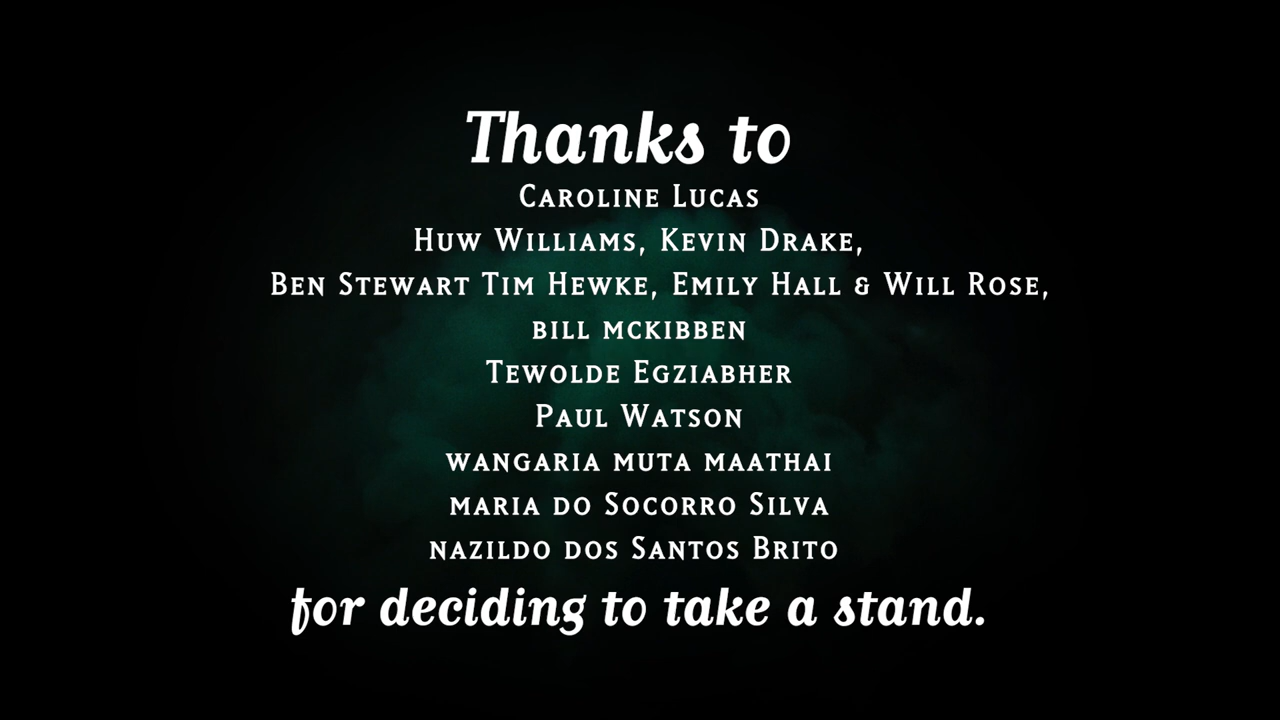 Thanks to
Caroline Lucas
Huw Williams, Kevin Drake,
Ben Stewart Tim Hewke, Emily Hall & Will Rose,
bill mckibben
Tewolde Egziabher
Paul Watson
wangaria muta maathai
maria do Socorro Silva
nazildo dos Santos Brito
for deciding to take a stand.